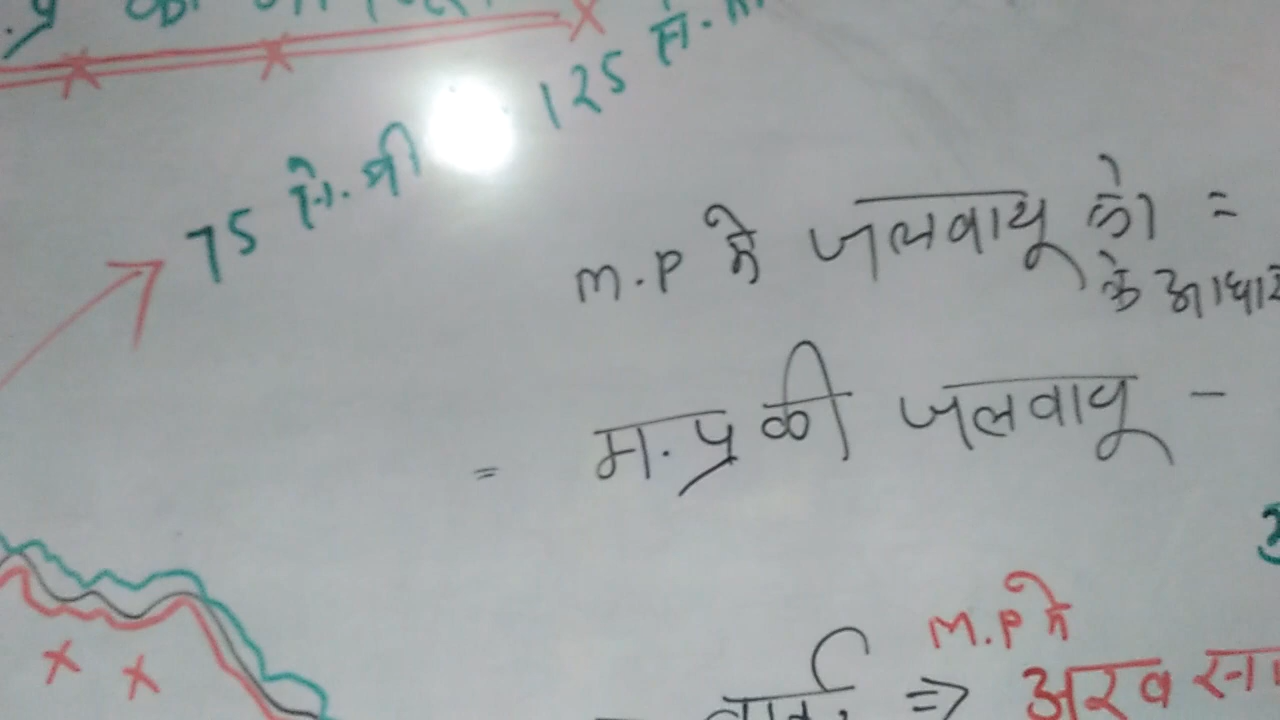 125 से.मी
75 से.मी
M.P में जलवायु को =
के आधार
= म.प्र की जलवायु -
M.P में
⇒ अरब सा